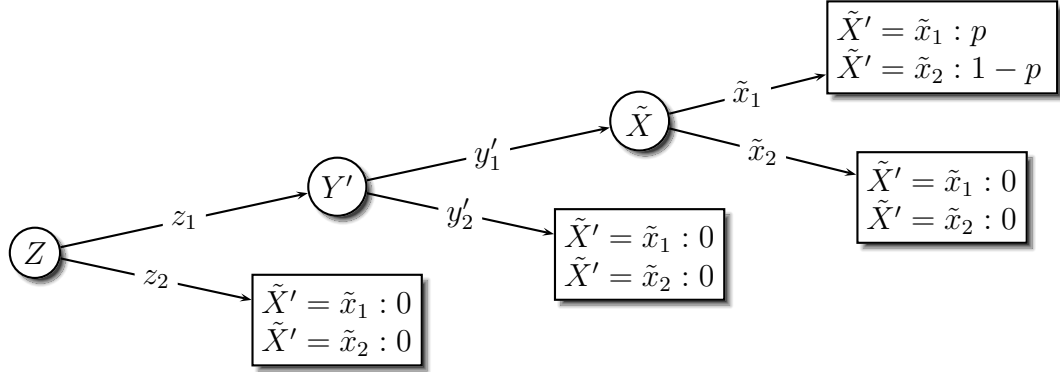 X̃′ = x̃₁ : p
X̃′ = x̃₂ : 1 − p
x̃₁
X̃
x̃₂
y′₁
X̃′ = x̃₁ : 0
X̃′ = x̃₂ : 0
Y′
y′₂
z₁
X̃′ = x̃₁ : 0
X̃′ = x̃₂ : 0
Z
z₂
X̃′ = x̃₁ : 0
X̃′ = x̃₂ : 0